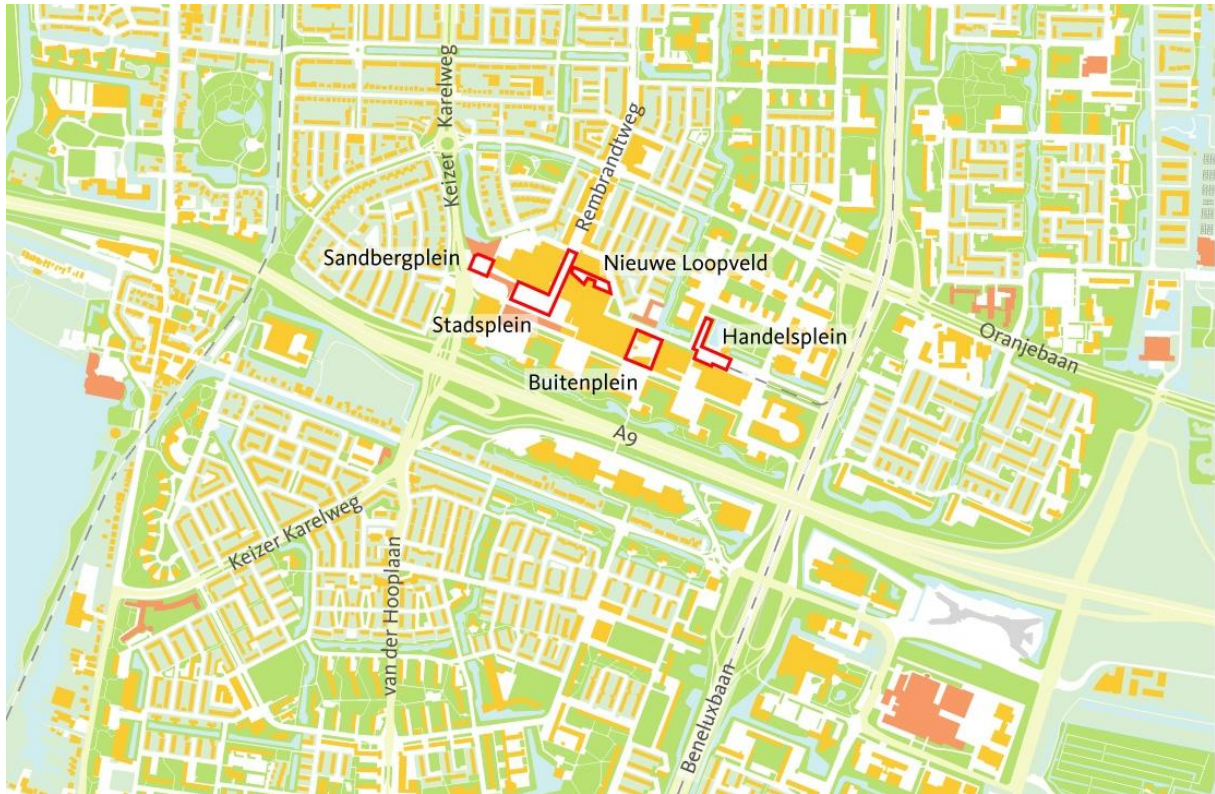 Keizer Karelweg
Rembrandtweg
Sandbergplein
Nieuwe Loopveld
Stadsplein
Handelsplein
Oranjebaan
Buitenplein
A9
Keizer Karelweg
van der Hooplaan
Beneluxbaan